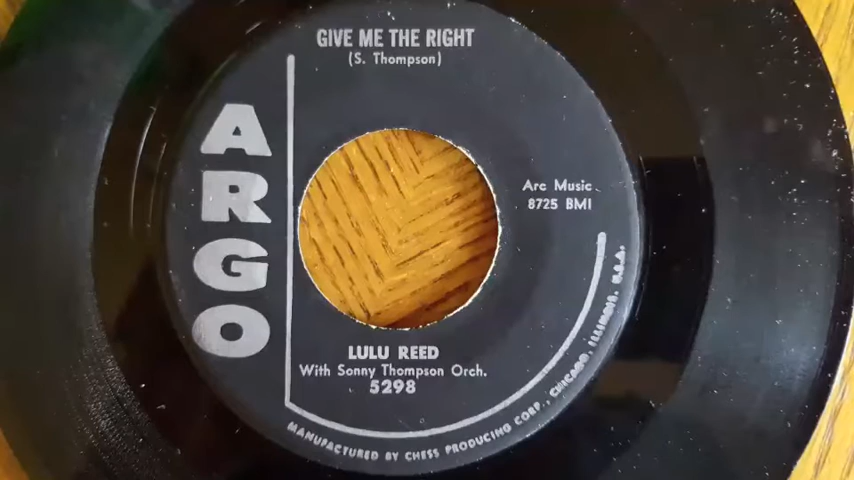 GIVE ME THE RIGHT
(S. Thompson)
ARGO
Arc Music
8725 BMI
LULU REED
With Sonny Thompson Orch.
5298
MANUFACTURED BY CHESS PRODUCING CORP., CHICAGO, ILLINOIS, U.S.A.